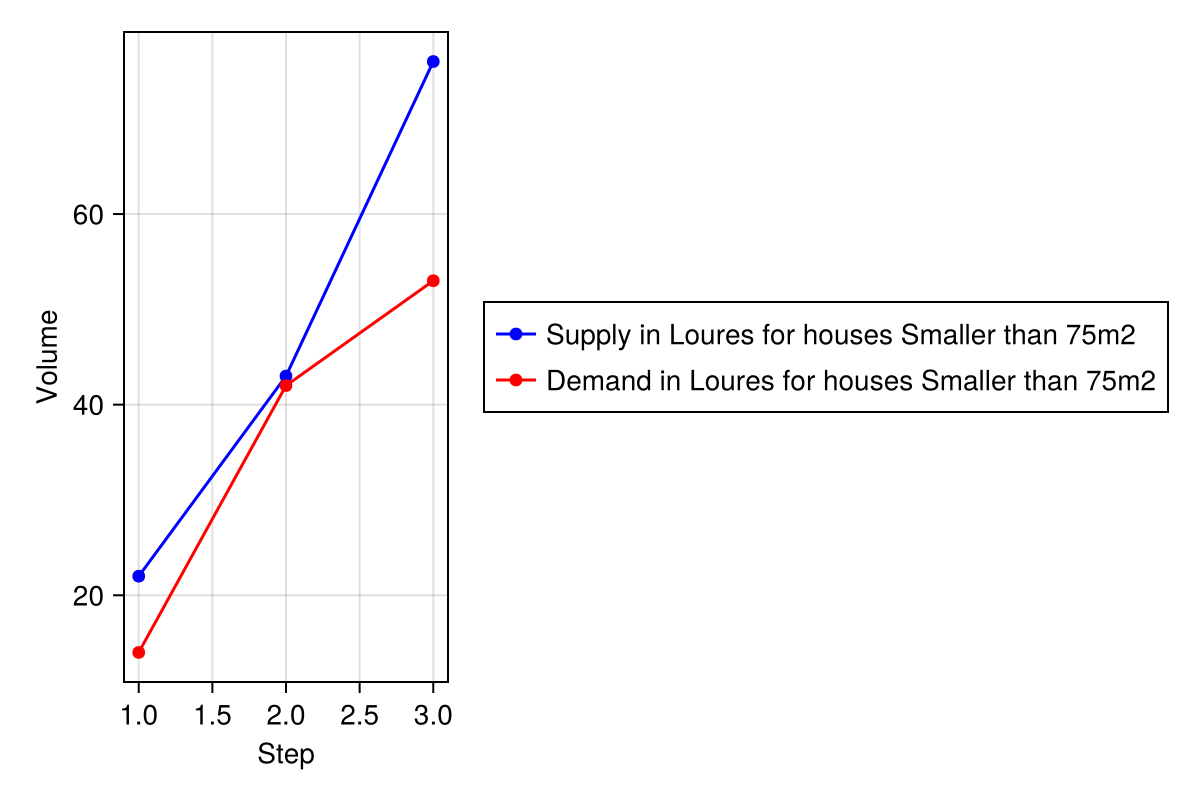 60
40
20
Volume
1.0 1.5 2.0 2.5 3.0
Step
Supply in Loures for houses Smaller than 75m2
Demand in Loures for houses Smaller than 75m2